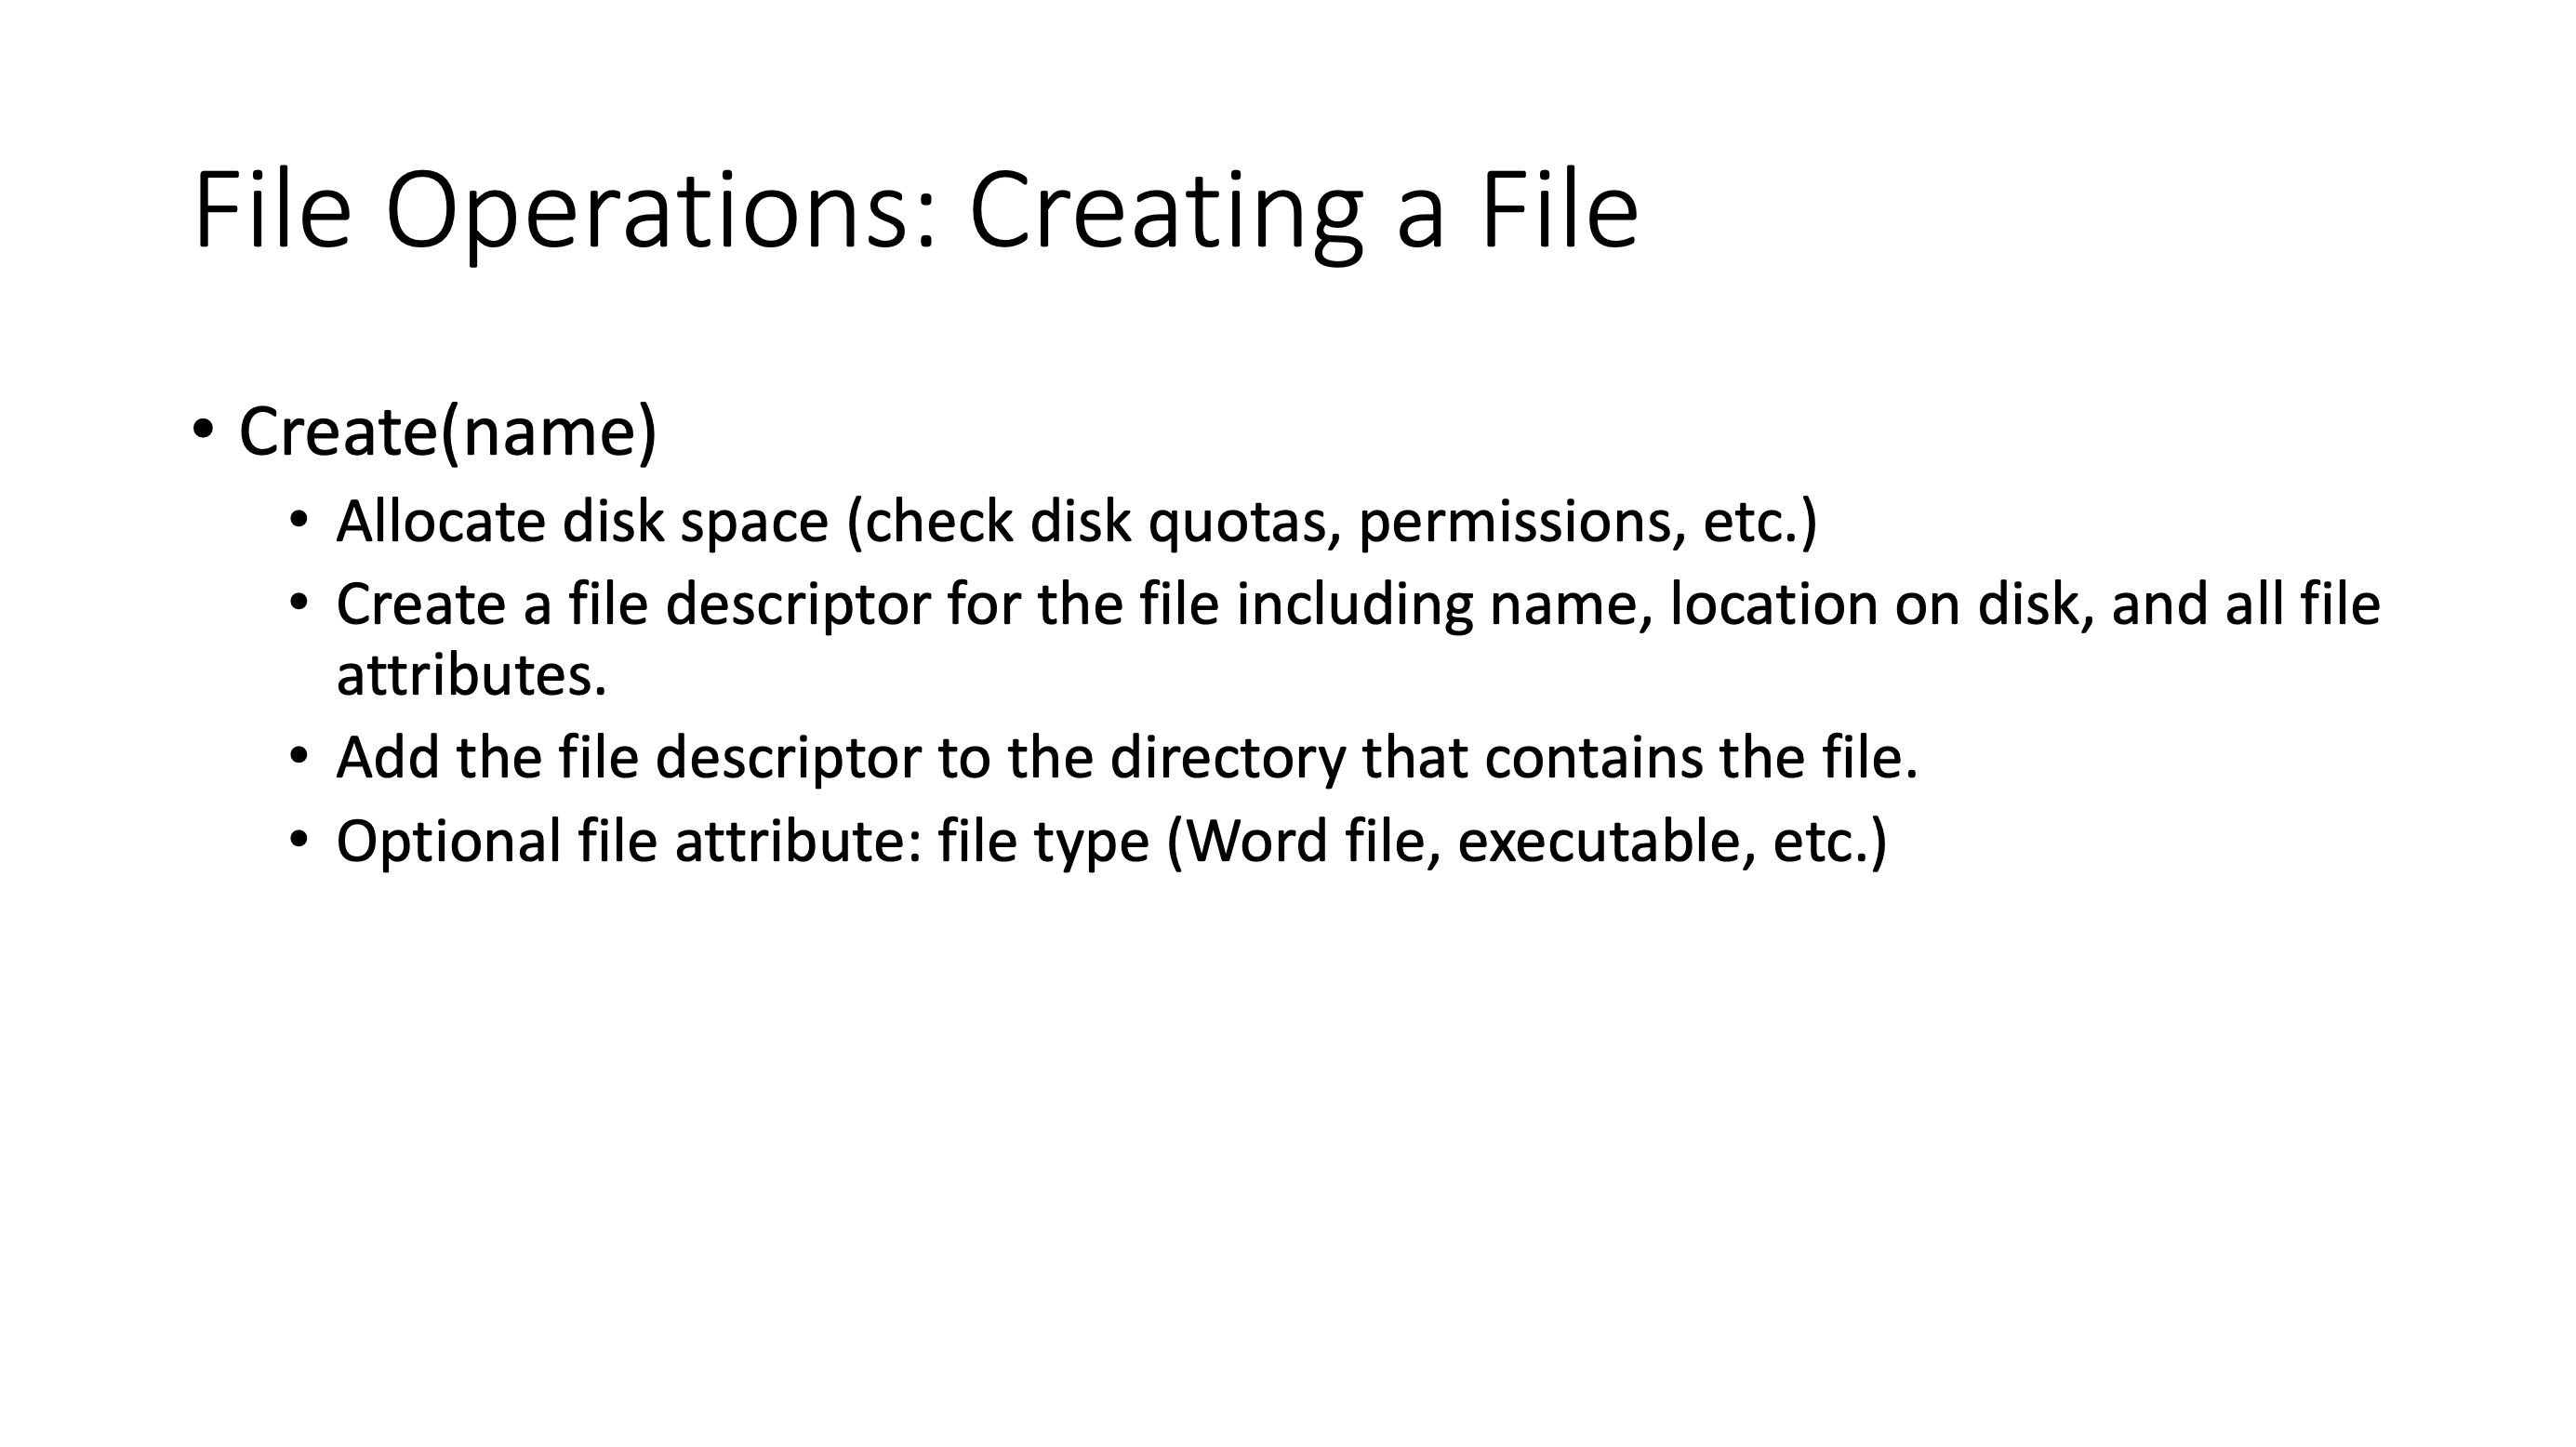 File Operations: Creating a File
• Create(name)
• Allocate disk space (check disk quotas, permissions, etc.)
• Create a file descriptor for the file including name, location on disk, and all file
attributes.
• Add the file descriptor to the directory that contains the file.
• Optional file attribute: file type (Word file, executable, etc.)